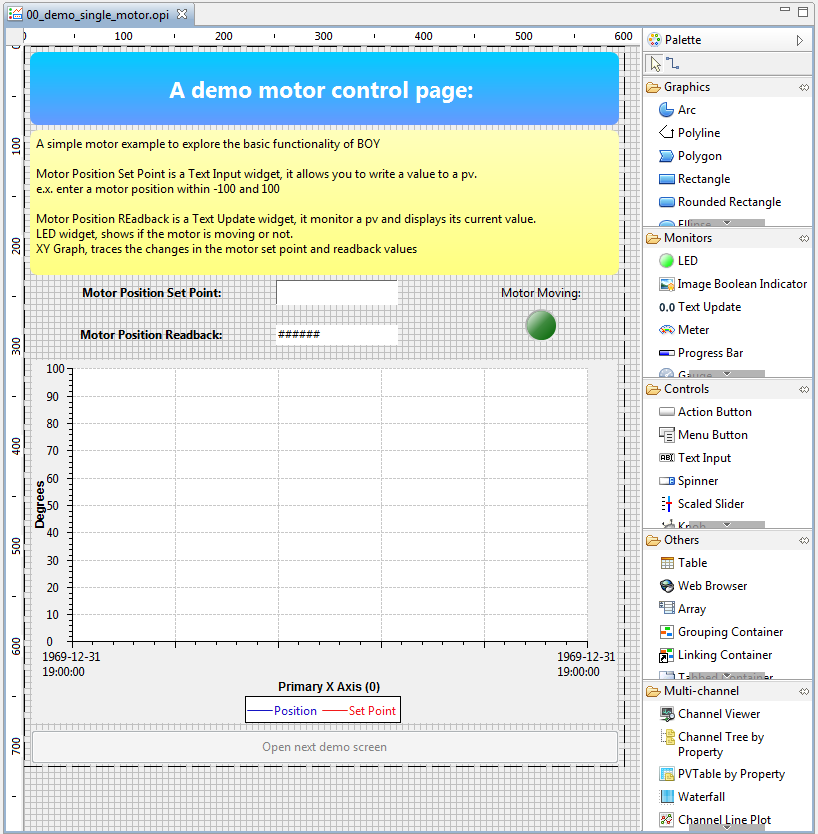 00_demo_single_motor.opi
0 100 200 300 400 500 600
0
100
200
300
400
500
600
700
A demo motor control page:
A simple motor example to explore the basic functionality of BOY
Motor Position Set Point is a Text Input widget, it allows you to write a value to a pv.
e.x. enter a motor position within -100 and 100
Motor Position REadback is a Text Update widget, it monitor a pv and displays its current value.
LED widget, shows if the motor is moving or not.
XY Graph, traces the changes in the motor set point and readback values
Motor Position Set Point:
Motor Moving:
Motor Position Readback:
######
100
90
80
70
60
50
40
30
20
10
0
Degrees
1969-12-31
19:00:00
1969-12-31
19:00:00
Primary X Axis (0)
Position
Set Point
Open next demo screen
Palette
Graphics
Arc
Polyline
Polygon
Rectangle
Rounded Rectangle
Ellipse
Monitors
LED
Image Boolean Indicator
0.0 Text Update
Meter
Progress Bar
Gauge
Controls
Action Button
Menu Button
Text Input
Spinner
Scaled Slider
Knob
Others
Table
Web Browser
Array
Grouping Container
Linking Container
Tabbed Container
Multi-channel
Channel Viewer
Channel Tree by
Property
PVTable by Property
Waterfall
Channel Line Plot